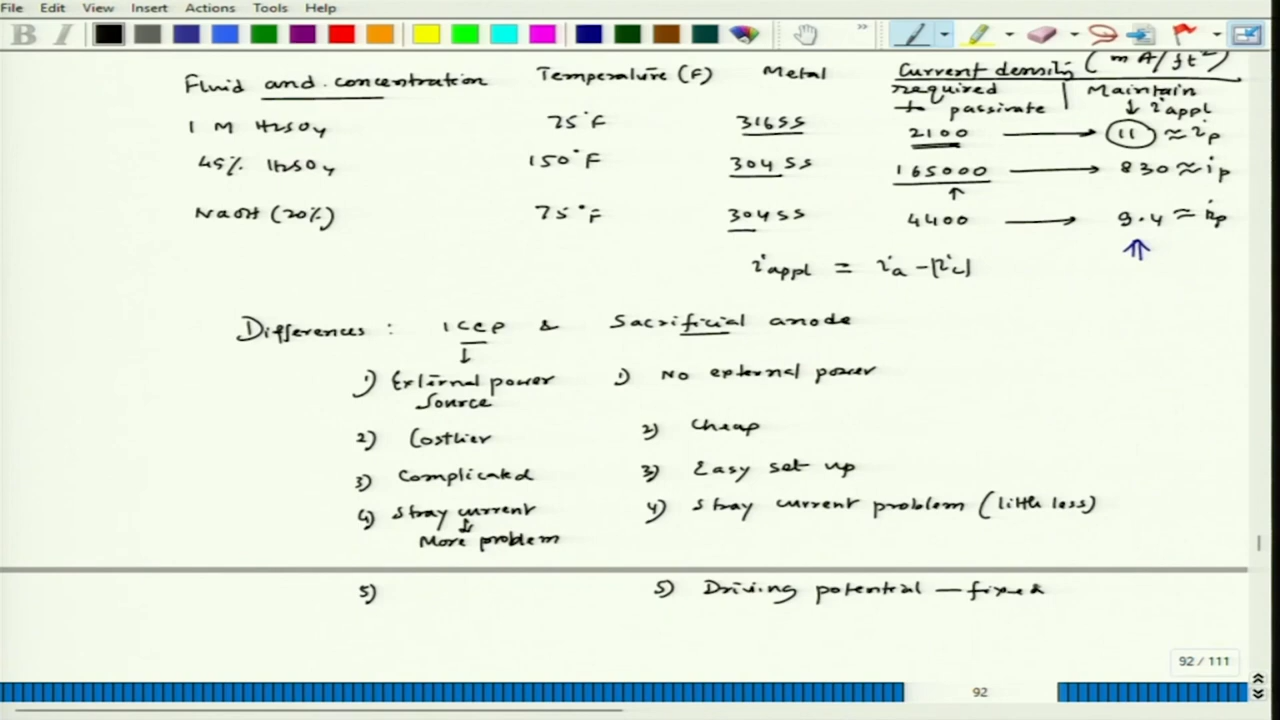 File Edit View Insert Actions Tools Help
Fluid and concentration Temperature (F) Metal Current density (mA/ft²)
required to passivate | Maintain ↓ i appl
1 M H2SO4 75°F 316SS 2100 → 11 ≈ ip
45% H2SO4 150°F 304SS 165000 → 830 ≈ ip
↑
NaOH (20%) 75°F 304SS 4400 → 9.4 ≈ ip
⇑
i appl = ia - |ic|
Differences : ICCP & Sacrificial anode
↓
1) External power source 1) No external power
2) Costlier 2) Cheap
3) Complicated 3) Easy set up
4) Stray current 4) Stray current problem (little less)
↓
More problem
5) 5) Driving potential — fixed
92 / 111
92